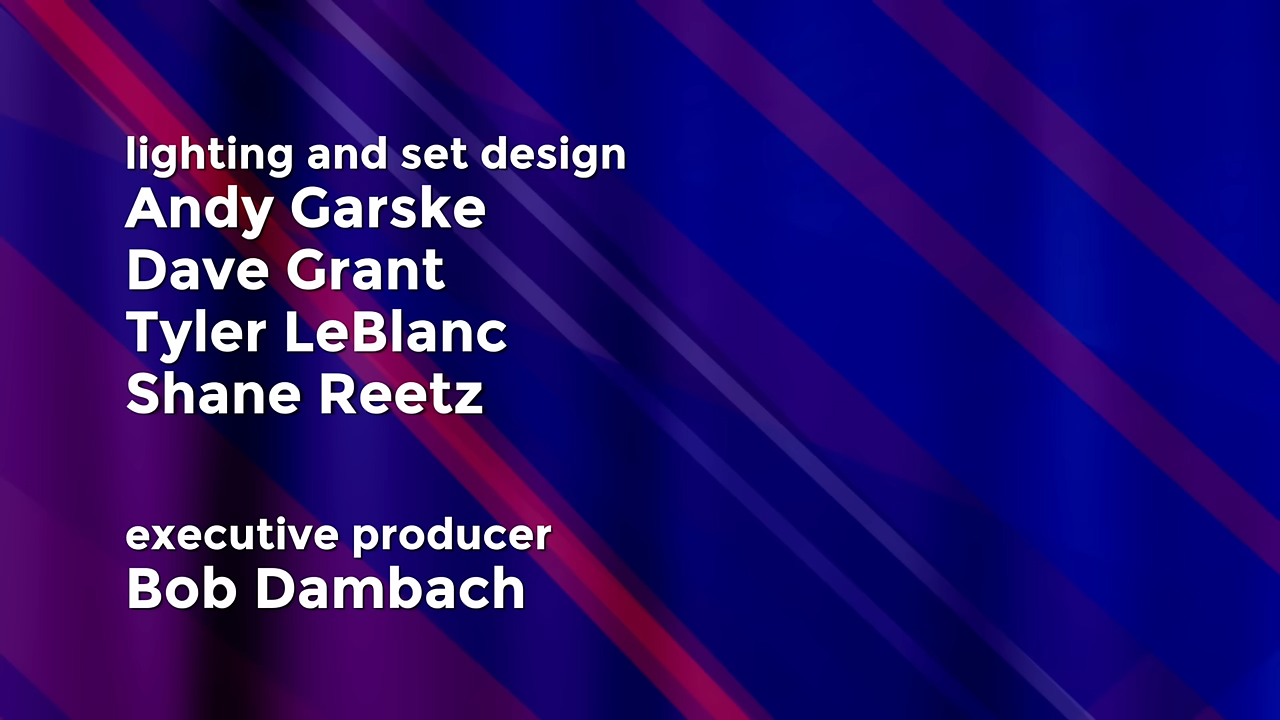 lighting and set design
Andy Garske
Dave Grant
Tyler LeBlanc
Shane Reetz
executive producer
Bob Dambach